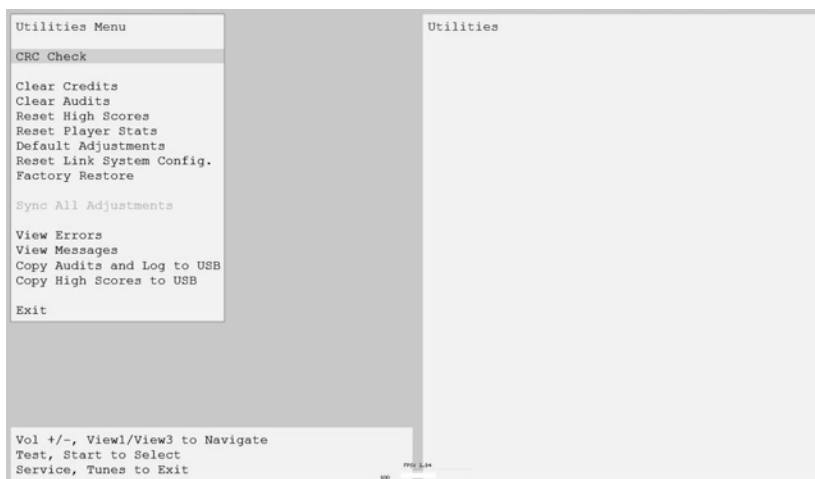 Utilities Menu
CRC Check
Clear Credits
Clear Audits
Reset High Scores
Reset Player Stats
Default Adjustments
Reset Link System Config.
Factory Restore
Sync All Adjustments
View Errors
View Messages
Copy Audits and Log to USB
Copy High Scores to USB
Exit
Utilities
Vol +/-, View1/View3 to Navigate
Test, Start to Select
Service, Tunes to Exit